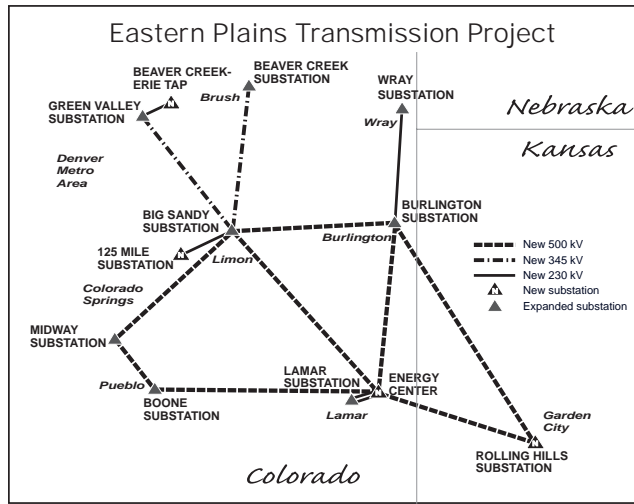 Eastern Plains Transmission Project
BEAVER CREEK-
ERIE TAP
BEAVER CREEK
SUBSTATION
WRAY
SUBSTATION
GREEN VALLEY
SUBSTATION
N
Brush
Wray
Nebraska
Kansas
Denver
Metro
Area
BIG SANDY
SUBSTATION
BURLINGTON
SUBSTATION
Burlington
125 MILE
SUBSTATION
N
Limon
New 500 kV
New 345 kV
New 230 kV
N New substation
Expanded substation
Colorado
Springs
MIDWAY
SUBSTATION
LAMAR
SUBSTATION
ENERGY
CENTER
N
Pueblo
BOONE
SUBSTATION
Lamar
Garden
City
N
ROLLING HILLS
SUBSTATION
Colorado